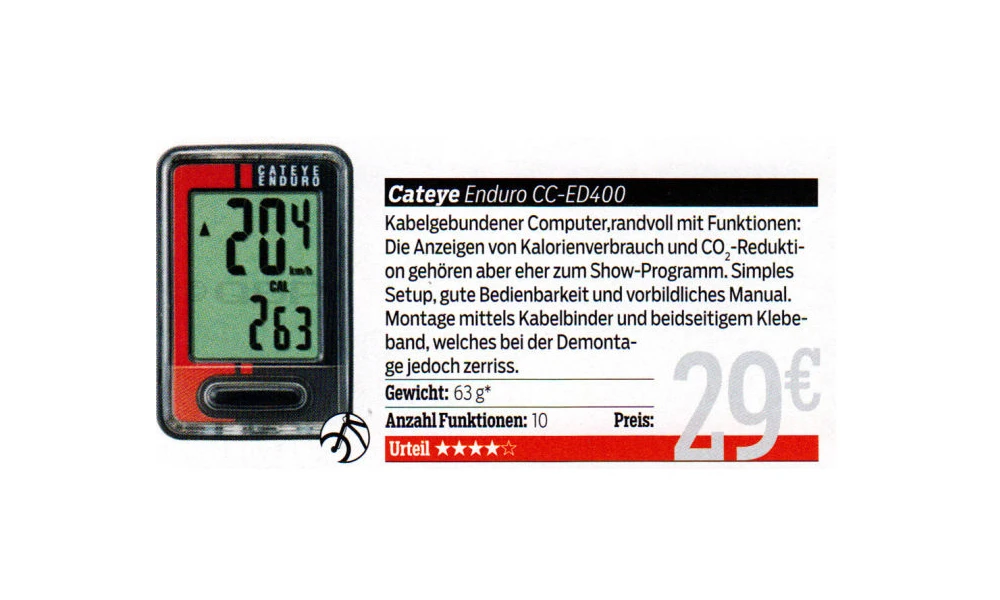 CATEYE
ENDURO
20.4
km/h
CAL
263
Cateye Enduro CC-ED400
Kabelgebundener Computer,randvoll mit Funktionen:
Die Anzeigen von Kalorienverbrauch und CO₂-Redukti-
on gehören aber eher zum Show-Programm. Simples
Setup, gute Bedienbarkeit und vorbildliches Manual.
Montage mittels Kabelbinder und beidseitigem Klebe-
band, welches bei der Demonta-
ge jedoch zerriss.
Gewicht: 63 g*
Anzahl Funktionen: 10 Preis:
29€
Urteil ★★★★☆